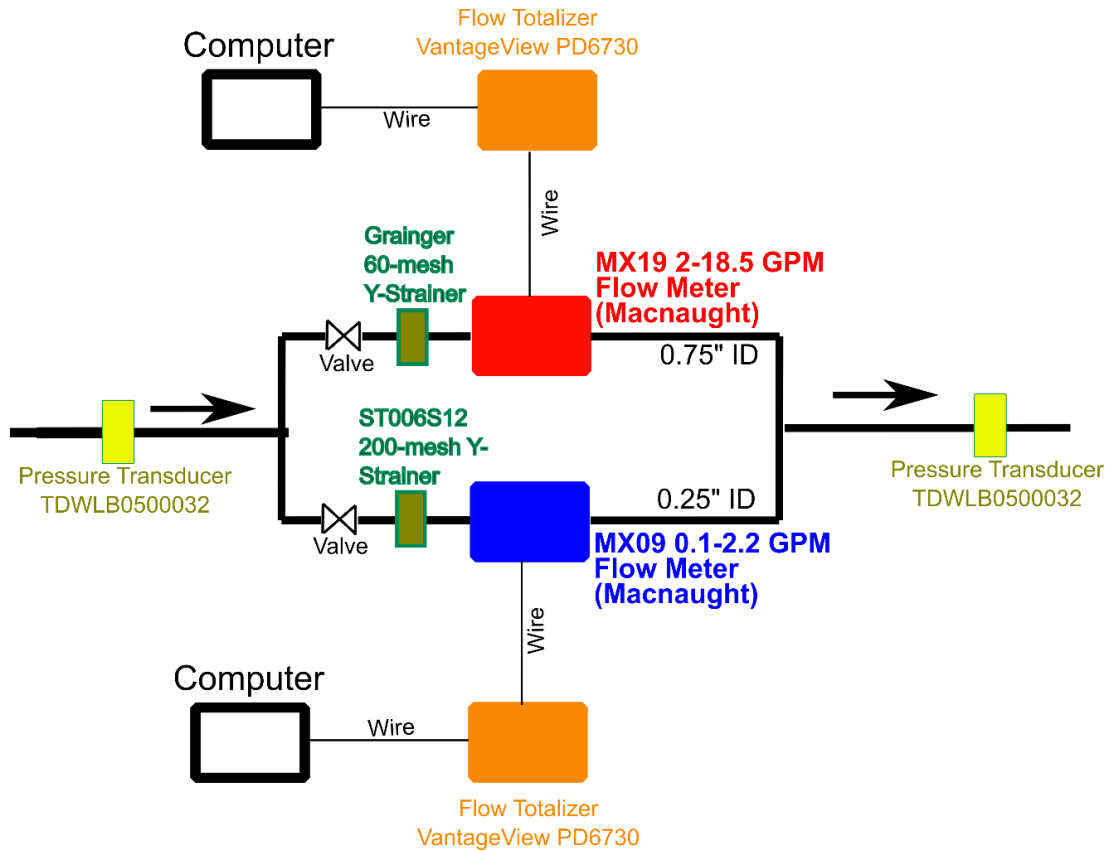 Flow Totalizer
VantageView PD6730
Computer
Wire
Wire
Grainger
60-mesh
Y-Strainer
MX19 2-18.5 GPM
Flow Meter
(Macnaught)
Valve
0.75" ID
ST006S12
200-mesh Y-
Strainer
Pressure Transducer
TDWLB0500032
Pressure Transducer
TDWLB0500032
0.25" ID
Valve
MX09 0.1-2.2 GPM
Flow Meter
(Macnaught)
Wire
Computer
Wire
Flow Totalizer
VantageView PD6730